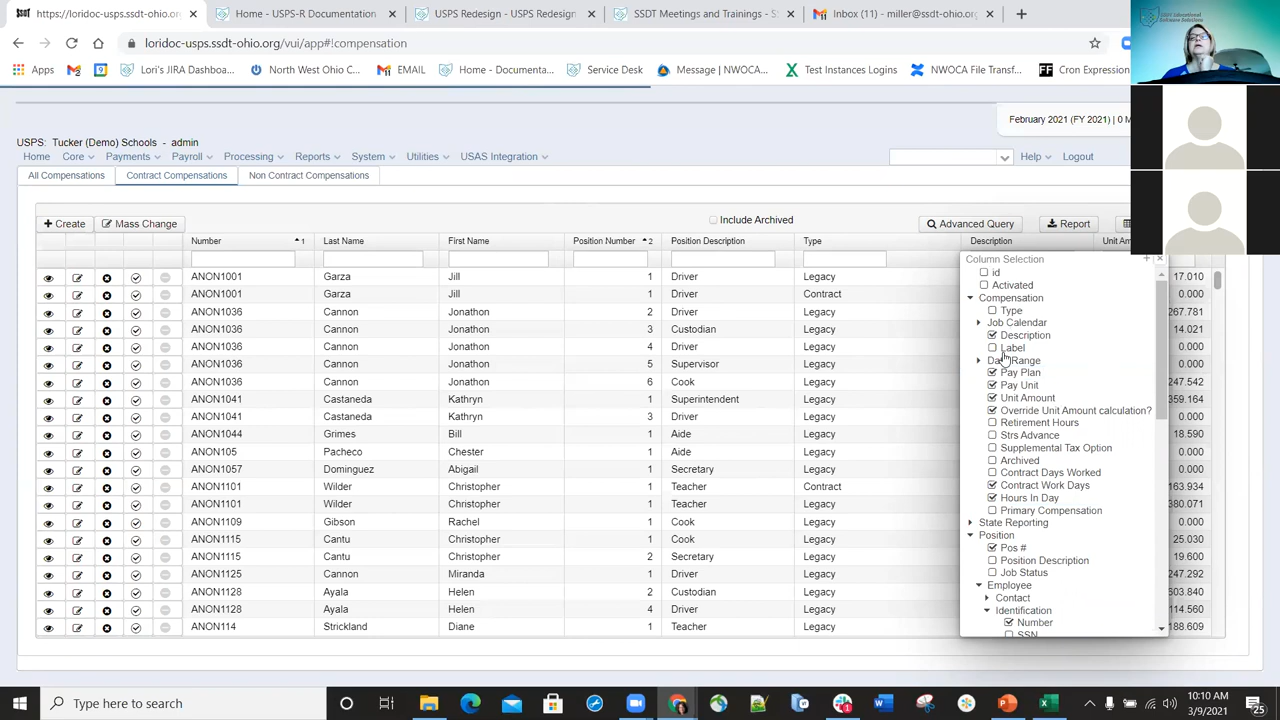 ssdt loridoc-usps.ssdt-ohio.org/vui × Home - USPS-R Documentation × USPS Reports - USPS Redesign × SSDT Meetings and Trainings - S × Inbox (11) - miller@ssdt-ohio.org × +
loridoc-usps.ssdt-ohio.org/vui/app#!compensation
Apps Lori's JIRA Dashboa... North West Ohio C... EMAIL Home - Documentat... Service Desk Message | NWOCA... Test Instances Logins NWOCA File Transf... FF Cron Expression
February 2021 (FY 2021) | 0 M
USPS: Tucker (Demo) Schools - admin
Home Core Payments Payroll Processing Reports System Utilities USAS Integration Help Logout
All Compensations Contract Compensations Non Contract Compensations
+ Create Mass Change Include Archived Advanced Query Report
Number 1 Last Name First Name Position Number 2 Position Description Type Description Unit Am
ANON1001 Garza Jill 1 Driver Legacy 17.010
ANON1001 Garza Jill 1 Driver Contract 0.000
ANON1036 Cannon Jonathon 2 Driver Legacy 267.781
ANON1036 Cannon Jonathon 3 Custodian Legacy 14.021
ANON1036 Cannon Jonathon 4 Driver Legacy 0.000
ANON1036 Cannon Jonathon 5 Supervisor Legacy 0.000
ANON1036 Cannon Jonathon 6 Cook Legacy 247.542
ANON1041 Castaneda Kathryn 1 Superintendent Legacy 359.164
ANON1041 Castaneda Kathryn 3 Driver Legacy 0.000
ANON1044 Grimes Bill 1 Aide Legacy 18.590
ANON105 Pacheco Chester 1 Aide Legacy 0.000
ANON1057 Dominguez Abigail 1 Secretary Legacy 0.000
ANON1101 Wilder Christopher 1 Teacher Contract 163.934
ANON1101 Wilder Christopher 1 Teacher Legacy 380.071
ANON1109 Gibson Rachel 1 Cook Legacy 0.000
ANON1115 Cantu Christopher 1 Cook Legacy 25.030
ANON1115 Cantu Christopher 2 Secretary Legacy 19.600
ANON1125 Cannon Miranda 1 Driver Legacy 247.292
ANON1128 Ayala Helen 2 Custodian Legacy 603.840
ANON1128 Ayala Helen 4 Driver Legacy 114.560
ANON114 Strickland Diane 1 Teacher Legacy 188.609
Column Selection + ×
id
Activated
Compensation
Type
Job Calendar
Description
Label
Range
Pay Plan
Pay Unit
Unit Amount
Override Unit Amount calculation?
Retirement Hours
Strs Advance
Supplemental Tax Option
Archived
Contract Days Worked
Contract Work Days
Hours In Day
Primary Compensation
State Reporting
Position
Pos #
Position Description
Job Status
Employee
Contact
Identification
Number
SSN
Type here to search
10:10 AM
3/9/2021
25